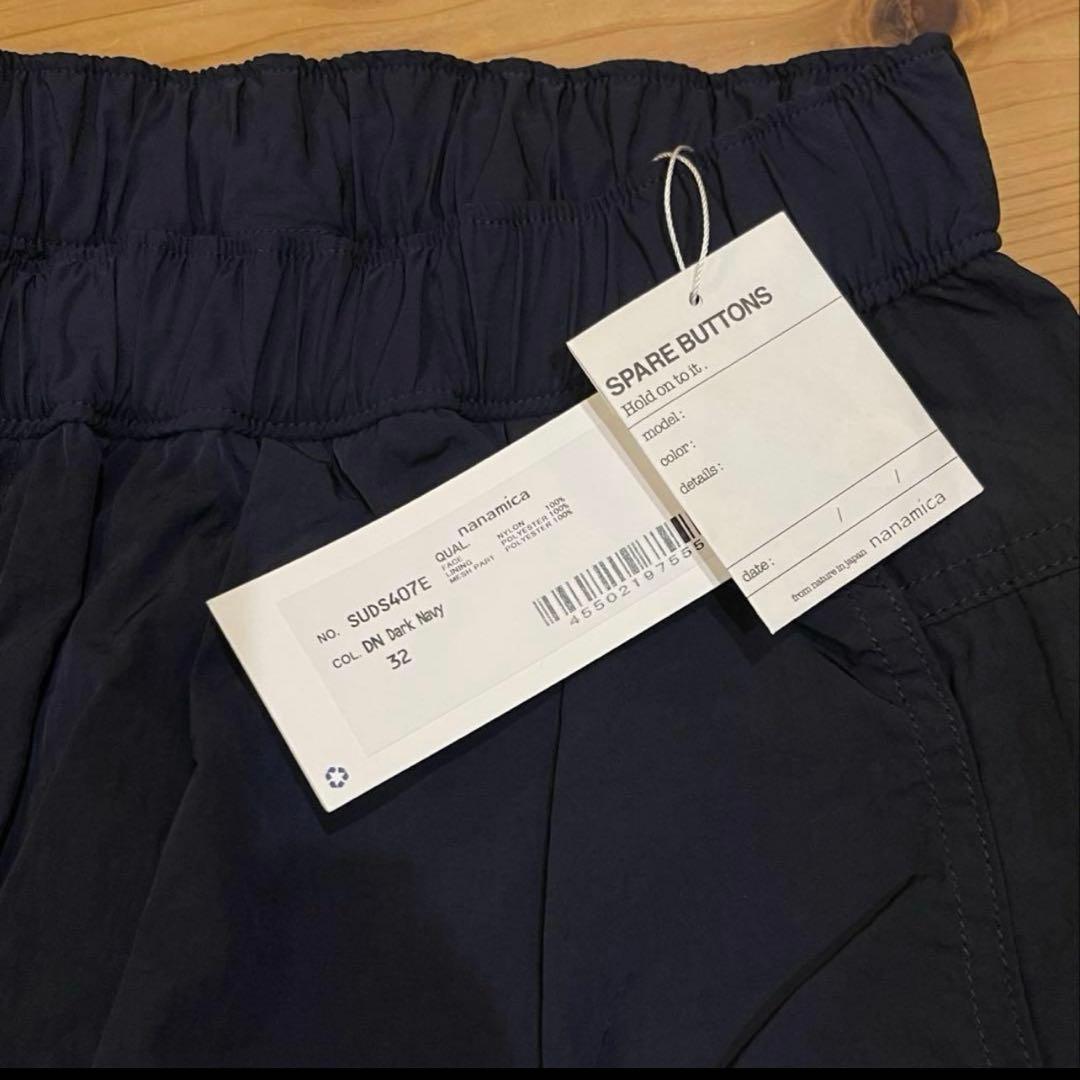 SPARE BUTTONS
Hold on to it.
model:
color:
details:
/
/
date:
from nature in japan nanamica
nanamica
QUAL.
FACE NYLON 100%
LINING POLYESTER 100%
MESH PART POLYESTER 100%
NO. SUDS407E
COL. DN Dark Navy
32
4550219755